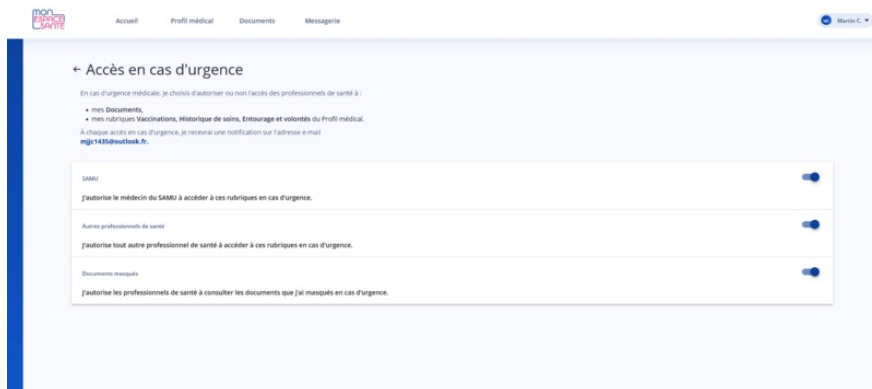 MON
ESPACE
SANTÉ
Accueil Profil médical Documents Messagerie
Martin C.
← Accès en cas d'urgence
En cas d'urgence médicale, je choisis d'autoriser ou non l'accès des professionnels de santé à :
• mes Documents,
• mes rubriques Vaccinations, Historique de soins, Entourage et volontés du Profil médical.
À chaque accès en cas d'urgence, je recevrai une notification sur l'adresse e-mail
mjjc1435@outlook.fr.
SAMU
J'autorise le médecin du SAMU à accéder à ces rubriques en cas d'urgence.
Autres professionnels de santé
J'autorise tout autre professionnel de santé à accéder à ces rubriques en cas d'urgence.
Documents masqués
J'autorise les professionnels de santé à consulter les documents que j'ai masqués en cas d'urgence.